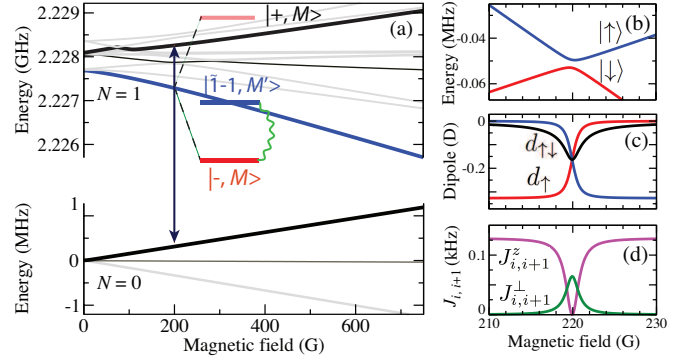 2.229
2.228
2.227
2.226
Energy (GHz)
(a)
|+, M>
|1̃-1, M'>
N = 1
|-, M>
1
0
-1
Energy (MHz)
N = 0
0
200
400
600
Magnetic field (G)
(b)
-0.04
-0.06
Energy (MHz)
|↑⟩
|↓⟩
(c)
0
-0.2
Dipole (D)
d↑↓
d↑
(d)
0.1
0
J i, i+1 (kHz)
J^z_{i,i+1}
J^⊥_{i,i+1}
210
220
230
Magnetic field (G)